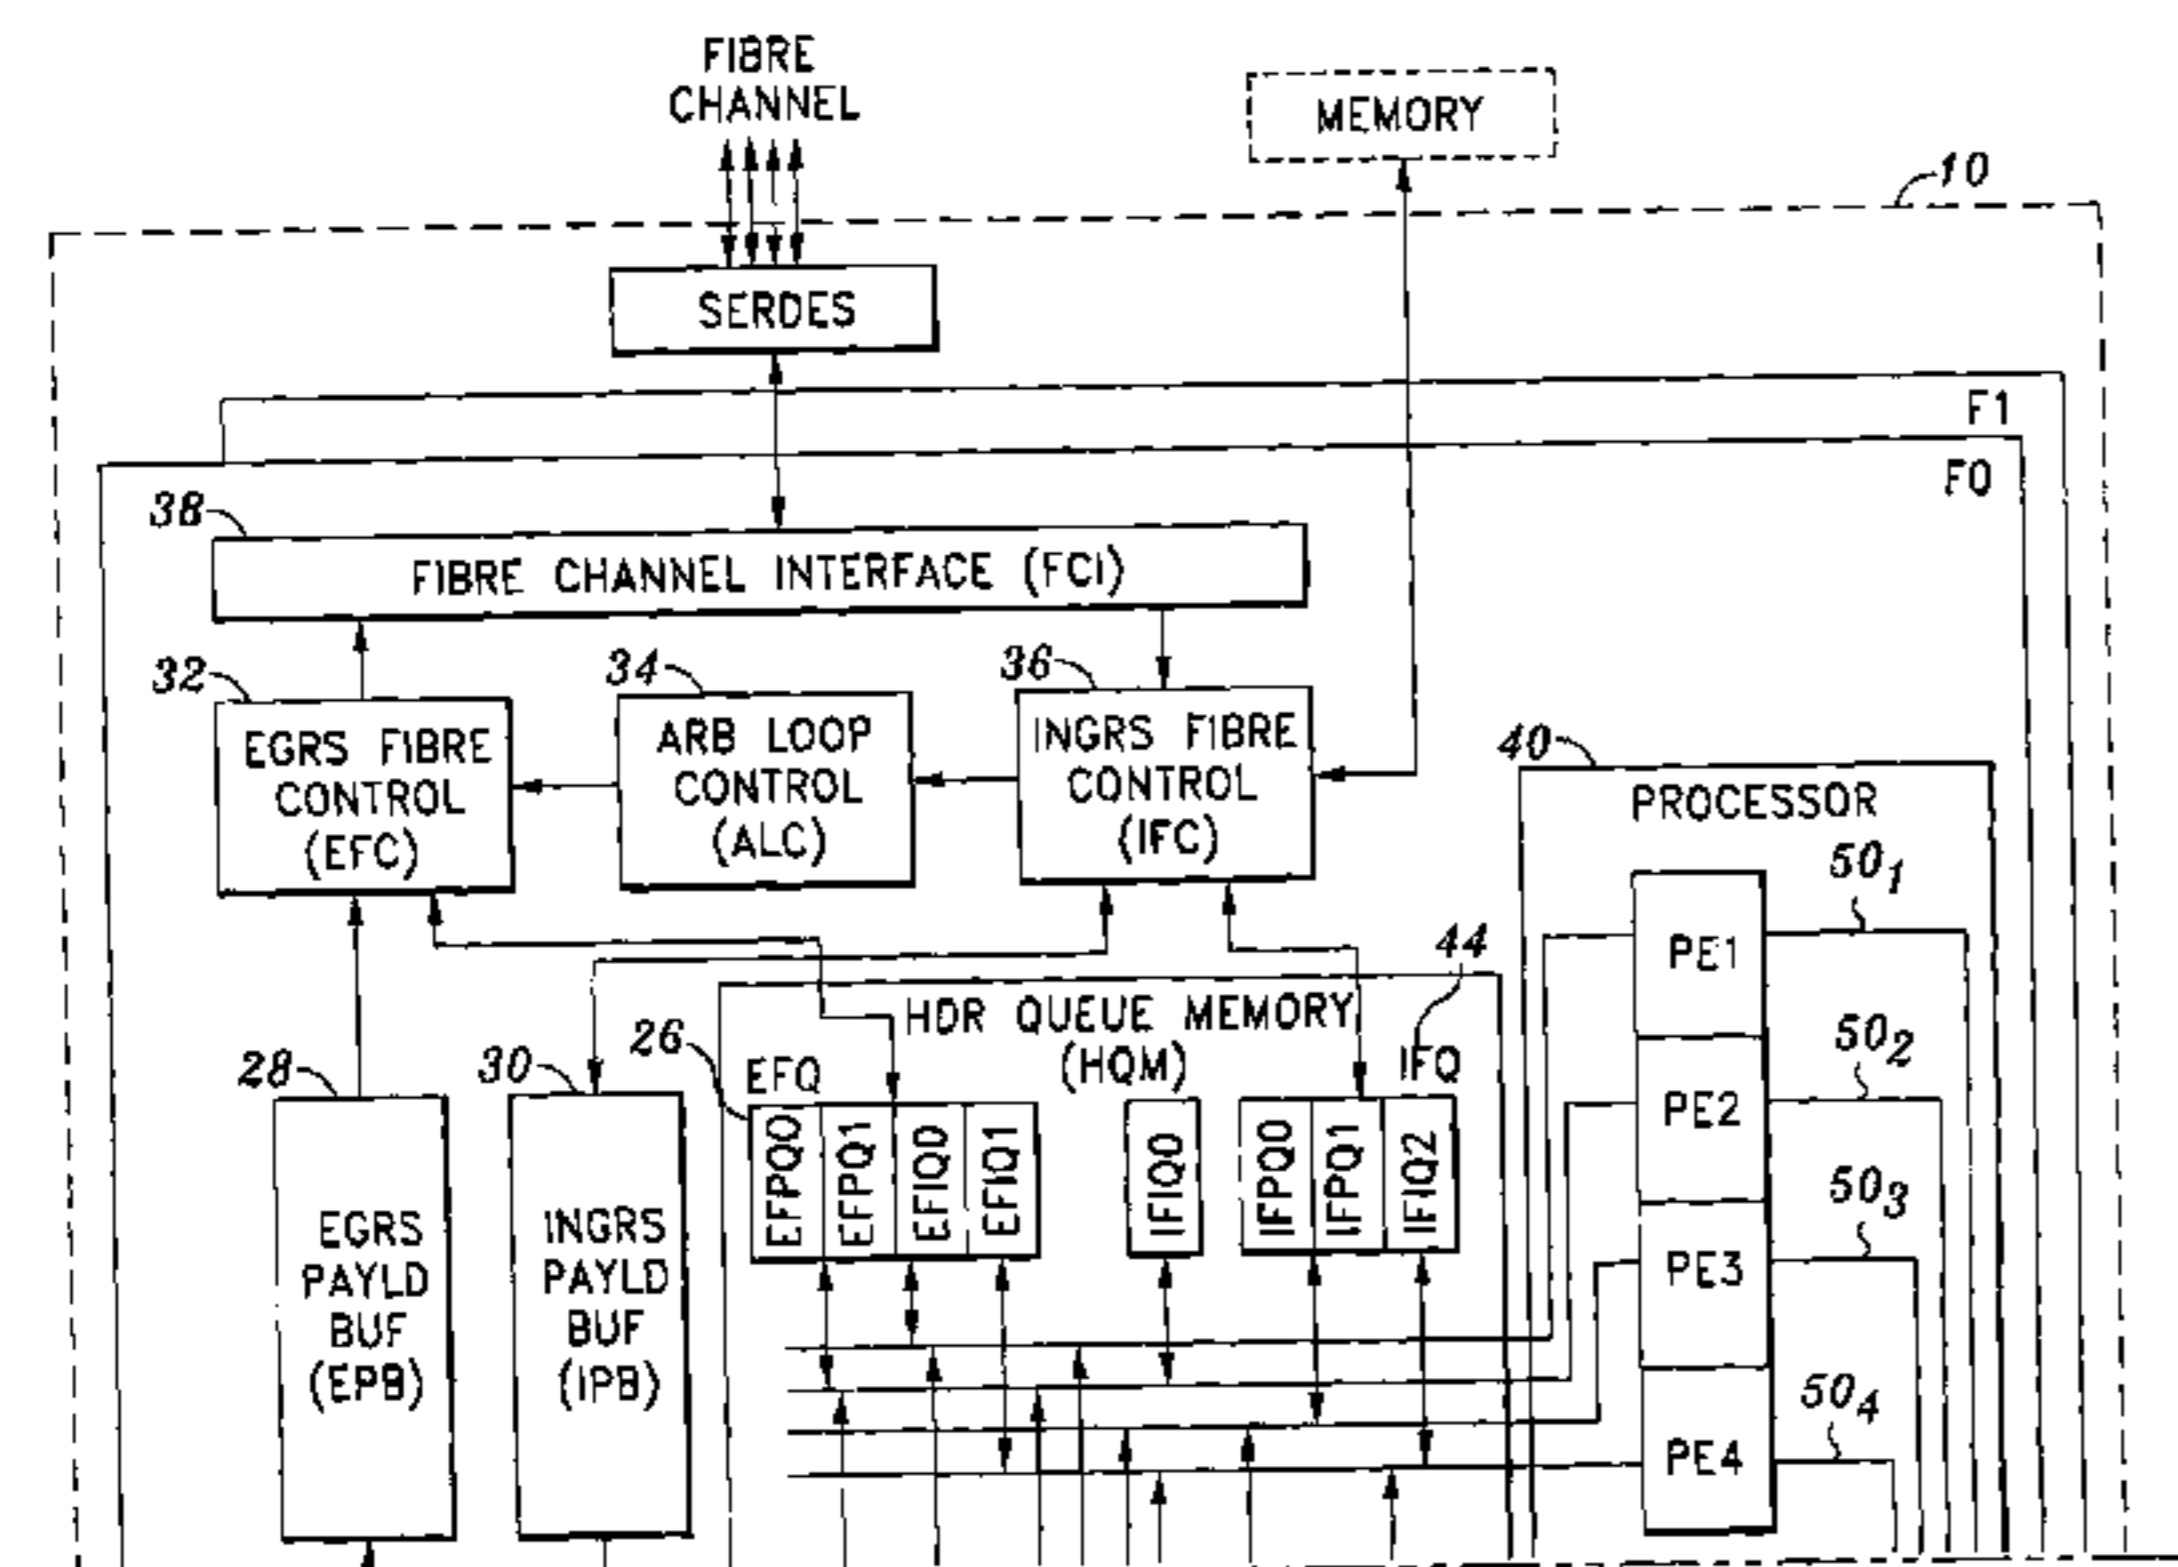 FIBRE
CHANNEL
MEMORY
10
SERDES
F1
F0
38
FIBRE CHANNEL INTERFACE (FCI)
32
34
36
EGRS FIBRE
CONTROL
(EFC)
ARB LOOP
CONTROL
(ALC)
INGRS FIBRE
CONTROL
(IFC)
40
PROCESSOR
50₁
PE1
44
HDR QUEUE MEMORY
(HQM)
26
EFQ
IFQ
50₂
PE2
28
30
EFPQ0
EFPQ1
EFIQ0
EFIQ1
IFIQ0
IFPQ0
IFPQ1
IFIQ2
50₃
PE3
EGRS
PAYLD
BUF
(EPB)
INGRS
PAYLD
BUF
(IPB)
50₄
PE4